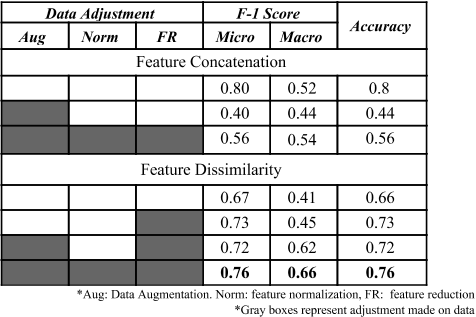 Data Adjustment F-1 Score Accuracy
Aug Norm FR Micro Macro
Feature Concatenation
0.80 0.52 0.8
0.40 0.44 0.44
0.56 0.54 0.56
Feature Dissimilarity
0.67 0.41 0.66
0.73 0.45 0.73
0.72 0.62 0.72
0.76 0.66 0.76
*Aug: Data Augmentation. Norm: feature normalization, FR: feature reduction
*Gray boxes represent adjustment made on data